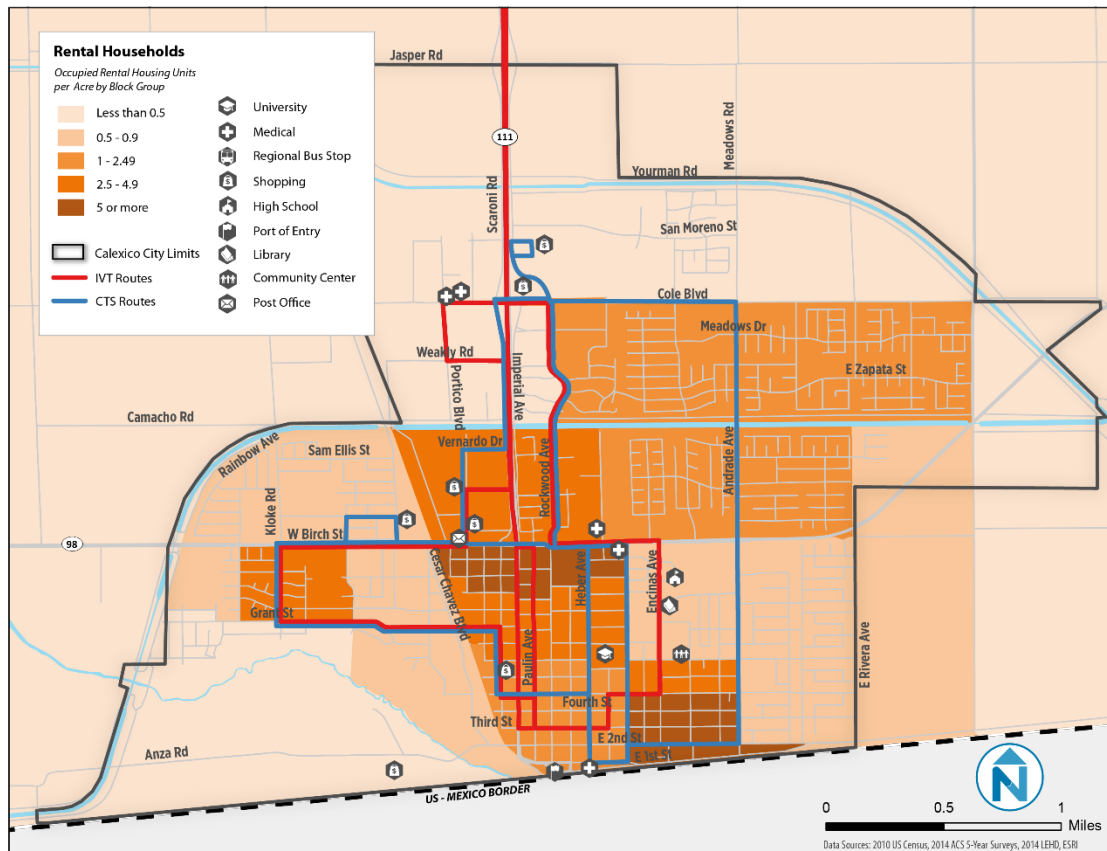 Rental Households
Occupied Rental Housing Units
per Acre by Block Group
Less than 0.5
0.5 - 0.9
1 - 2.49
2.5 - 4.9
5 or more
University
Medical
Regional Bus Stop
Shopping
High School
Port of Entry
Library
Community Center
Post Office
Calexico City Limits
IVT Routes
CTS Routes
Jasper Rd
111
Scaroni Rd
Meadows Rd
Yourman Rd
San Moreno St
Cole Blvd
Meadows Dr
Weakly Rd
Imperial Ave
E Zapata St
Portico Blvd
Camacho Rd
Rainbow Ave
Sam Ellis St
Vernardo Dr
Rockwood Ave
Andrade Ave
Kloke Rd
W Birch St
98
Cesar Chavez Blvd
Heber Ave
Encinas Ave
Grant St
Paulin Ave
E Rivera Ave
Fourth St
Third St
E 2nd St
E 1st St
Anza Rd
US - MEXICO BORDER
N
0 0.5 1
Miles
Data Sources: 2010 US Census, 2014 ACS 5-Year Surveys, 2014 LEHD, ESRI